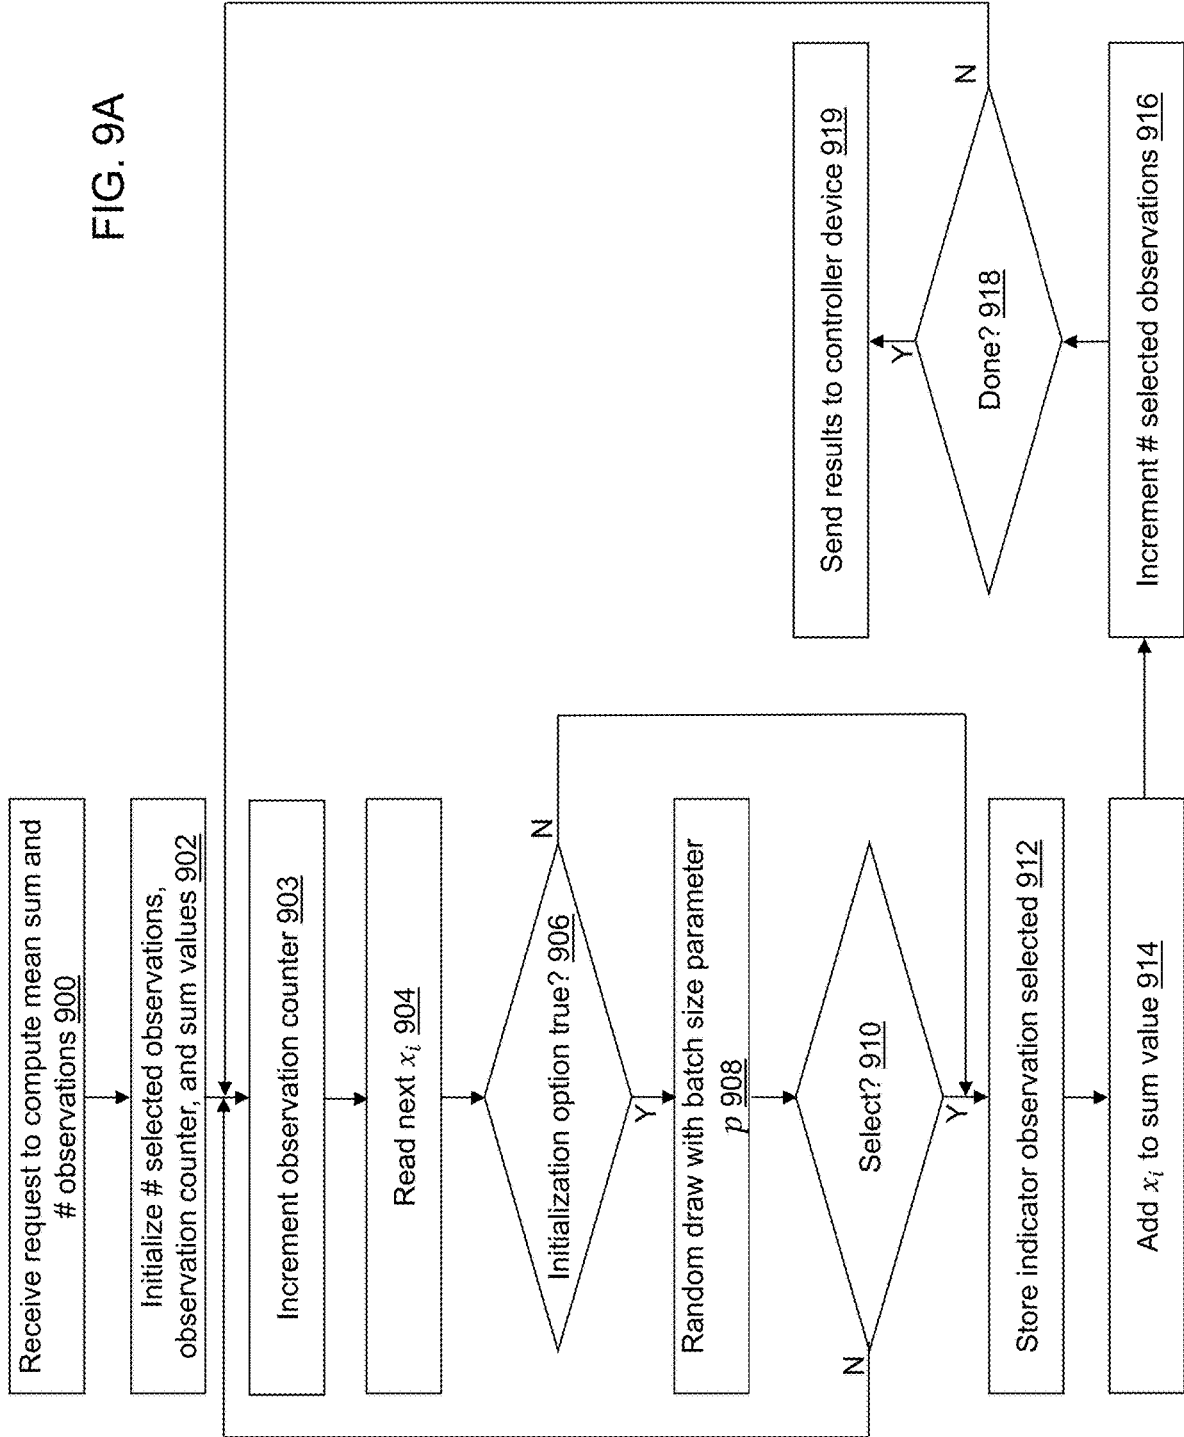 FIG. 9A
Receive request to compute mean sum and
# observations 900
Initialize # selected observations,
observation counter, and sum values 902
Increment observation counter 903
Read next x_i 904
Initialization option true? 906
N
Y
Random draw with batch size parameter
p 908
Select? 910
N
Y
Store indicator observation selected 912
Add x_i to sum value 914
Increment # selected observations 916
Done? 918
N
Y
Send results to controller device 919